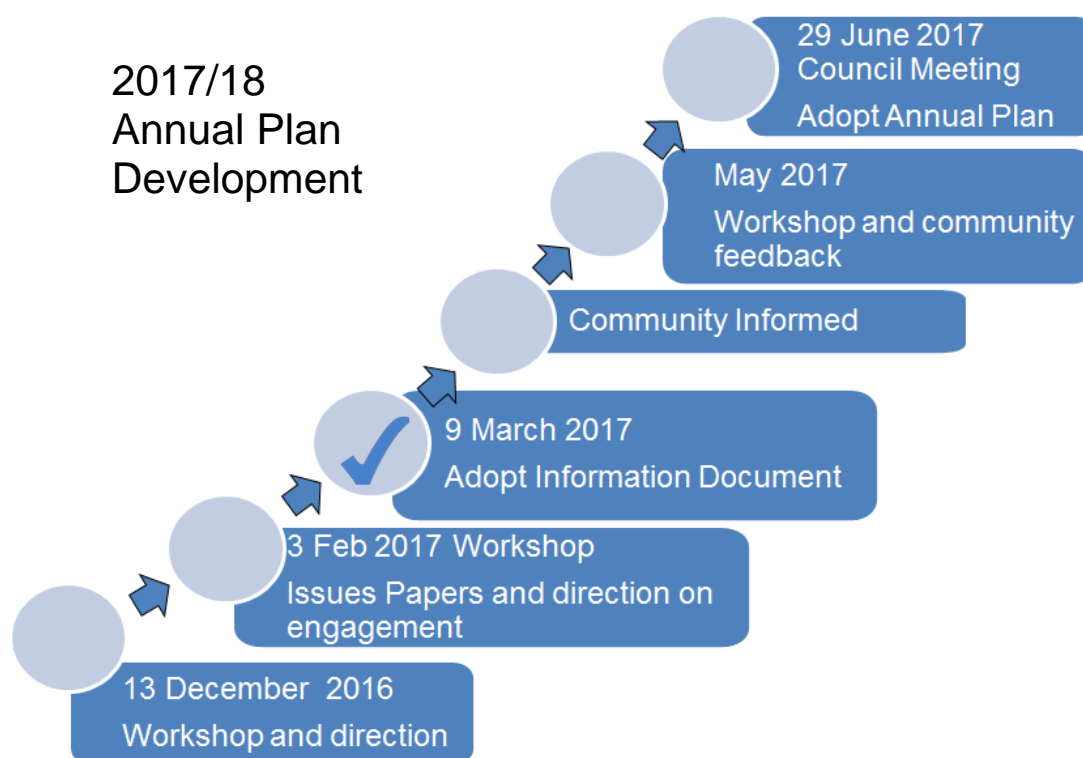 2017/18
Annual Plan
Development
29 June 2017
Council Meeting
Adopt Annual Plan
May 2017
Workshop and community
feedback
Community Informed
9 March 2017
Adopt Information Document
3 Feb 2017 Workshop
Issues Papers and direction on
engagement
13 December 2016
Workshop and direction